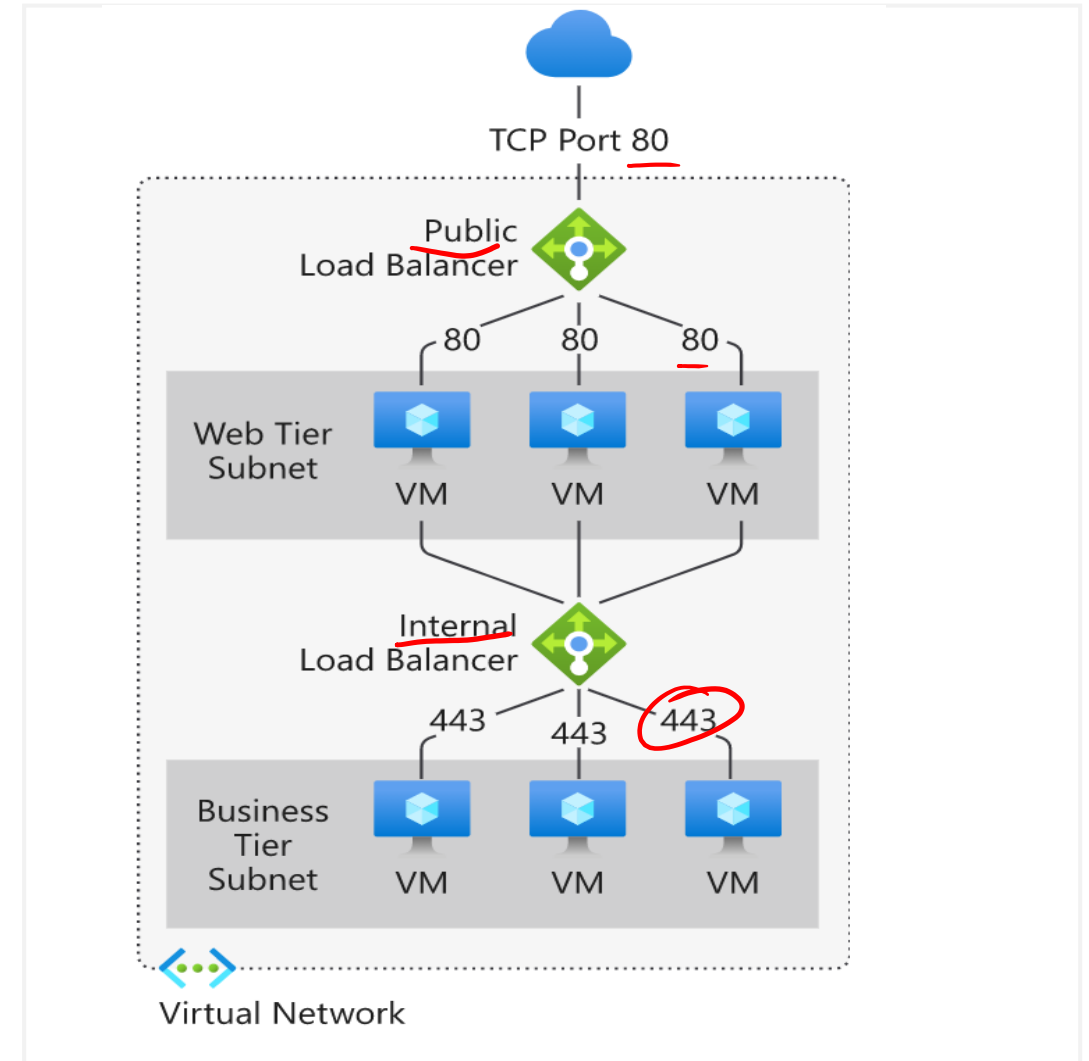 TCP Port 80
Public
Load Balancer
80 80 80
Web Tier
Subnet
VM VM VM
Internal
Load Balancer
443 443 443
Business
Tier
Subnet
VM VM VM
Virtual Network